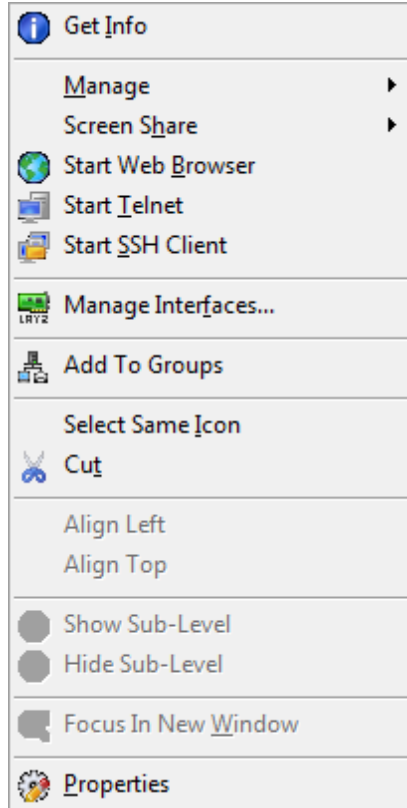 Get Info
Manage
Screen Share
Start Web Browser
Start Telnet
Start SSH Client
LAYZ Manage Interfaces...
Add To Groups
Select Same Icon
Cut
Align Left
Align Top
Show Sub-Level
Hide Sub-Level
Focus In New Window
Properties